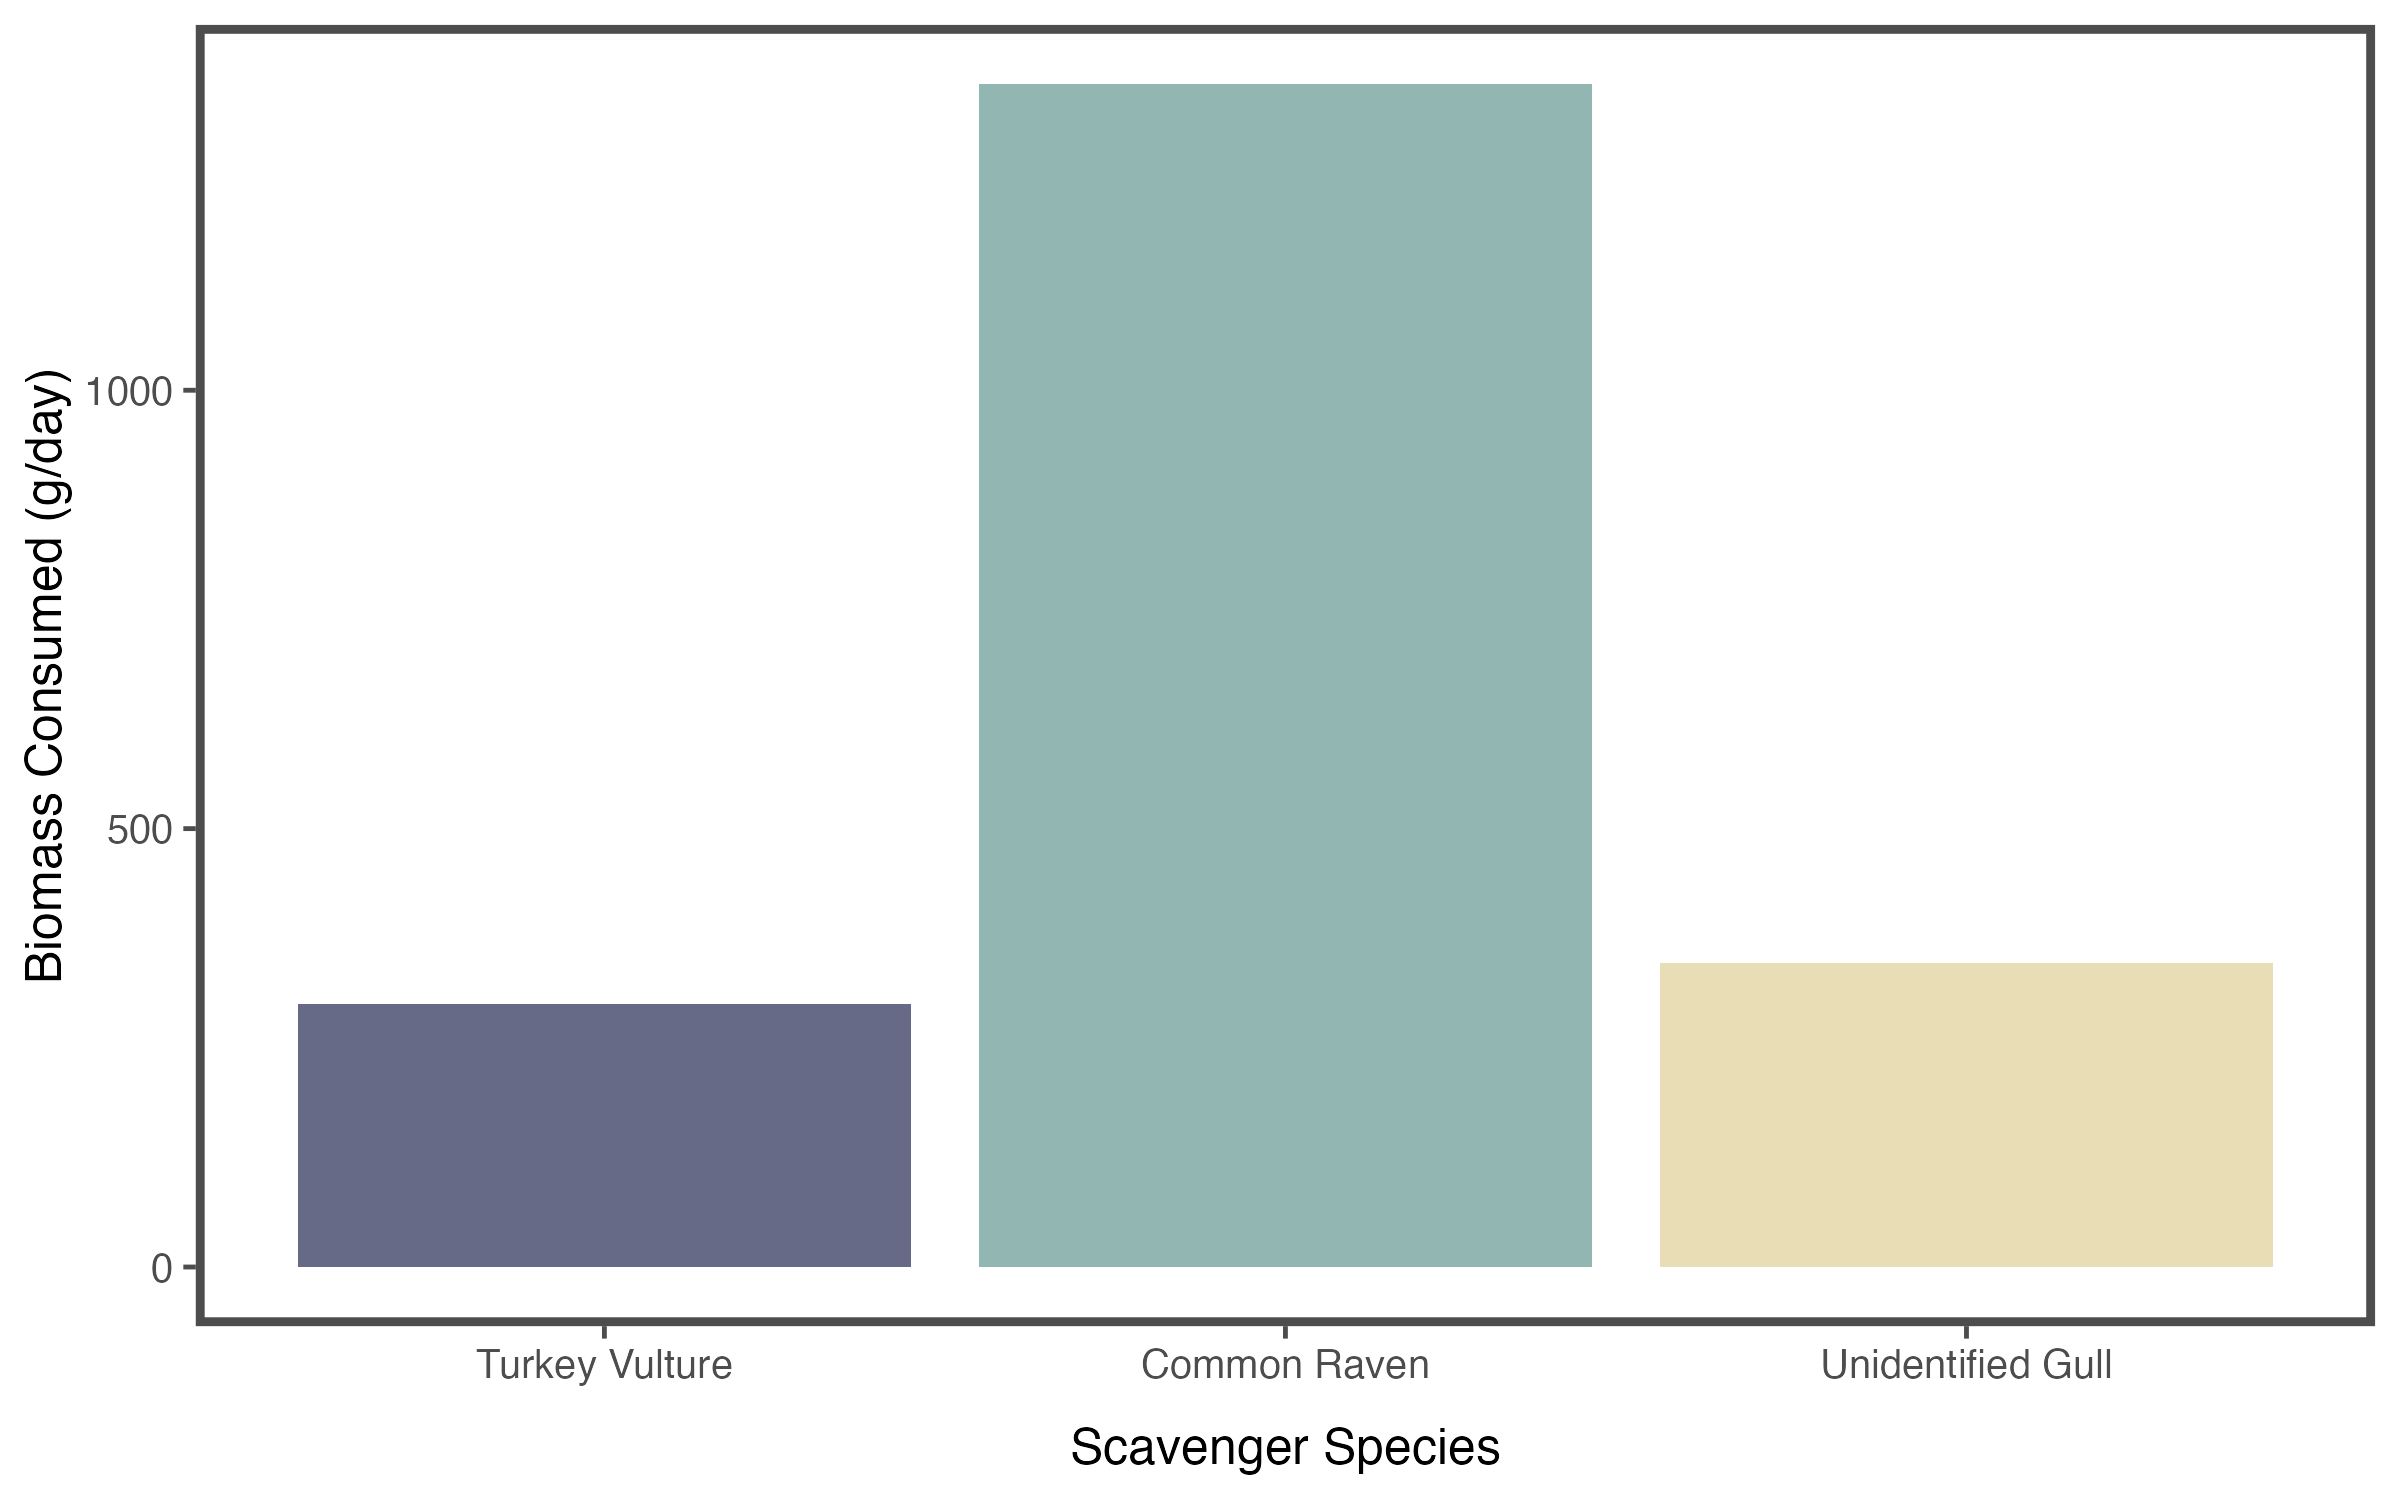 Biomass Consumed (g/day)
1000
500
0
Turkey Vulture
Common Raven
Unidentified Gull
Scavenger Species